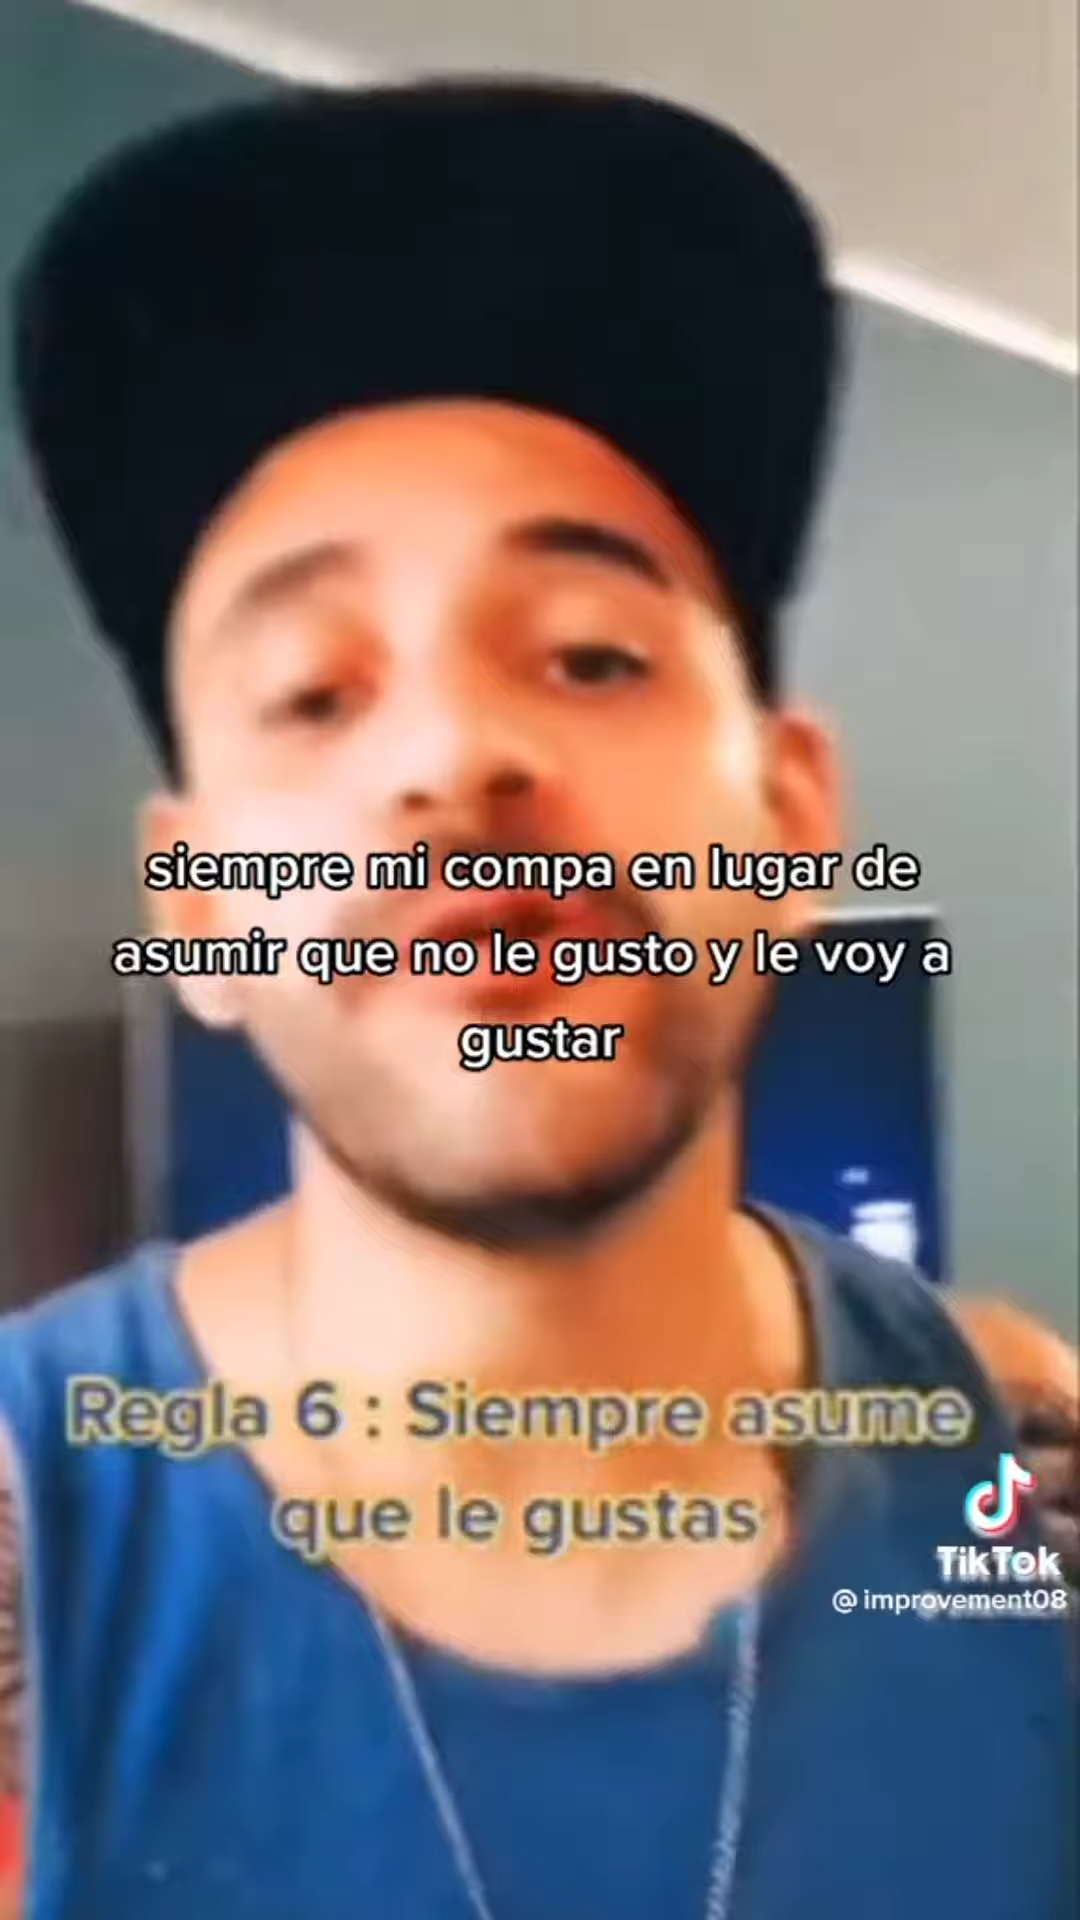 siempre mi compa en lugar de
asumir que no le gusto y le voy a
gustar
Regla 6 : Siempre asume
que le gustas
TikTok
@ improvement08